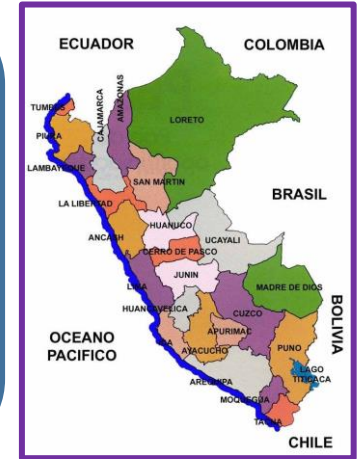 ECUADOR
COLOMBIA
TUMBES
PIURA
CAJAMARCA
AMAZONAS
LORETO
LAMBAYEQUE
SAN MARTIN
LA LIBERTAD
BRASIL
HUANUCO
ANCASH
UCAYALI
CERRO DE PASCO
JUNIN
LIMA
MADRE DE DIOS
HUANCAVELICA
CUZCO
BOLIVIA
OCEANO
PACIFICO
APURIMAC
ICA
AYACUCHO
PUNO
LAGO
TITICACA
AREQUIPA
MOQUEGUA
TACNA
CHILE